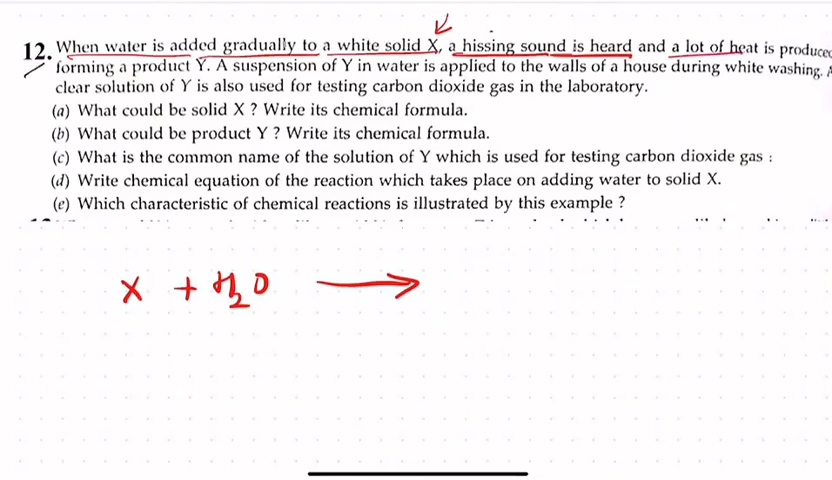 12. When water is added gradually to a white solid X, a hissing sound is heard and a lot of heat is produced
forming a product Y. A suspension of Y in water is applied to the walls of a house during white washing. A
clear solution of Y is also used for testing carbon dioxide gas in the laboratory.
(a) What could be solid X ? Write its chemical formula.
(b) What could be product Y ? Write its chemical formula.
(c) What is the common name of the solution of Y which is used for testing carbon dioxide gas :
(d) Write chemical equation of the reaction which takes place on adding water to solid X.
(e) Which characteristic of chemical reactions is illustrated by this example ?
X + H2O ⟶